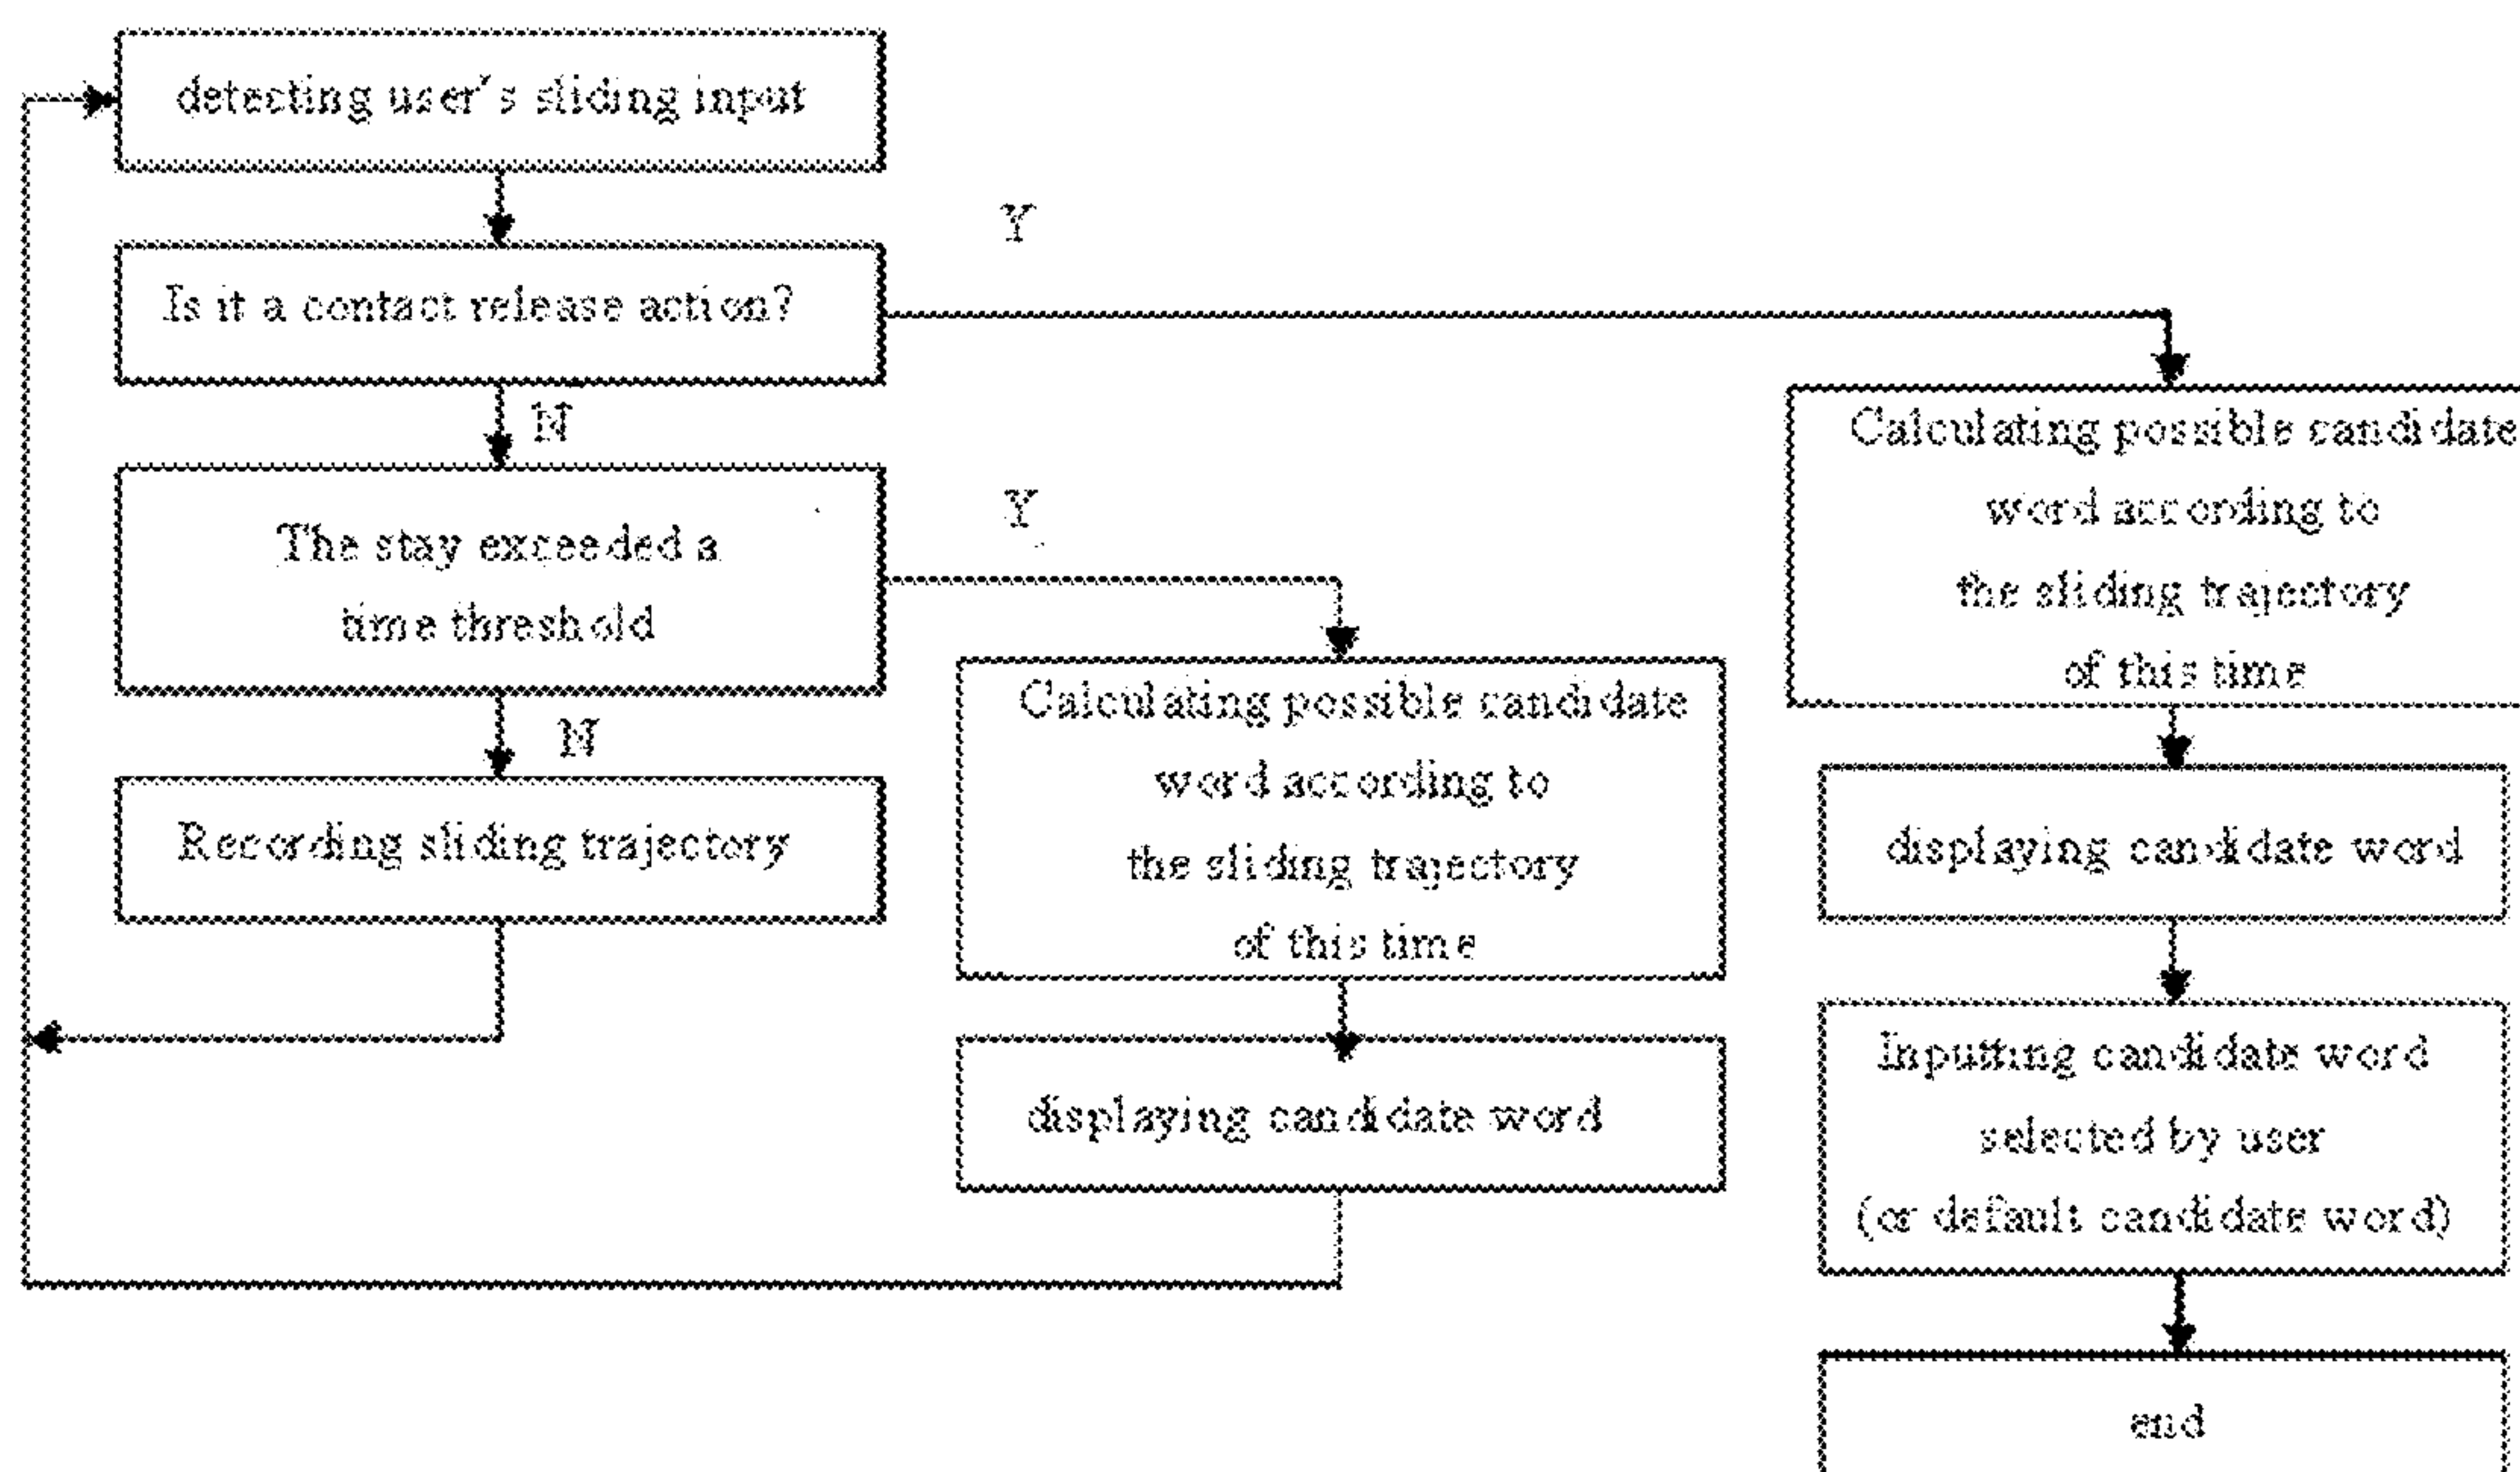 detecting user's sliding input
Y
Is it a contact release action?
N
Calculating possible candidate
word according to
the sliding trajectory
of this time
The stay exceeded a
time threshold
Y
N
Calculating possible candidate
word according to
the sliding trajectory
of this time
Recording sliding trajectory
displaying candidate word
displaying candidate word
Inputting candidate word
selected by user
(or default candidate word)
end